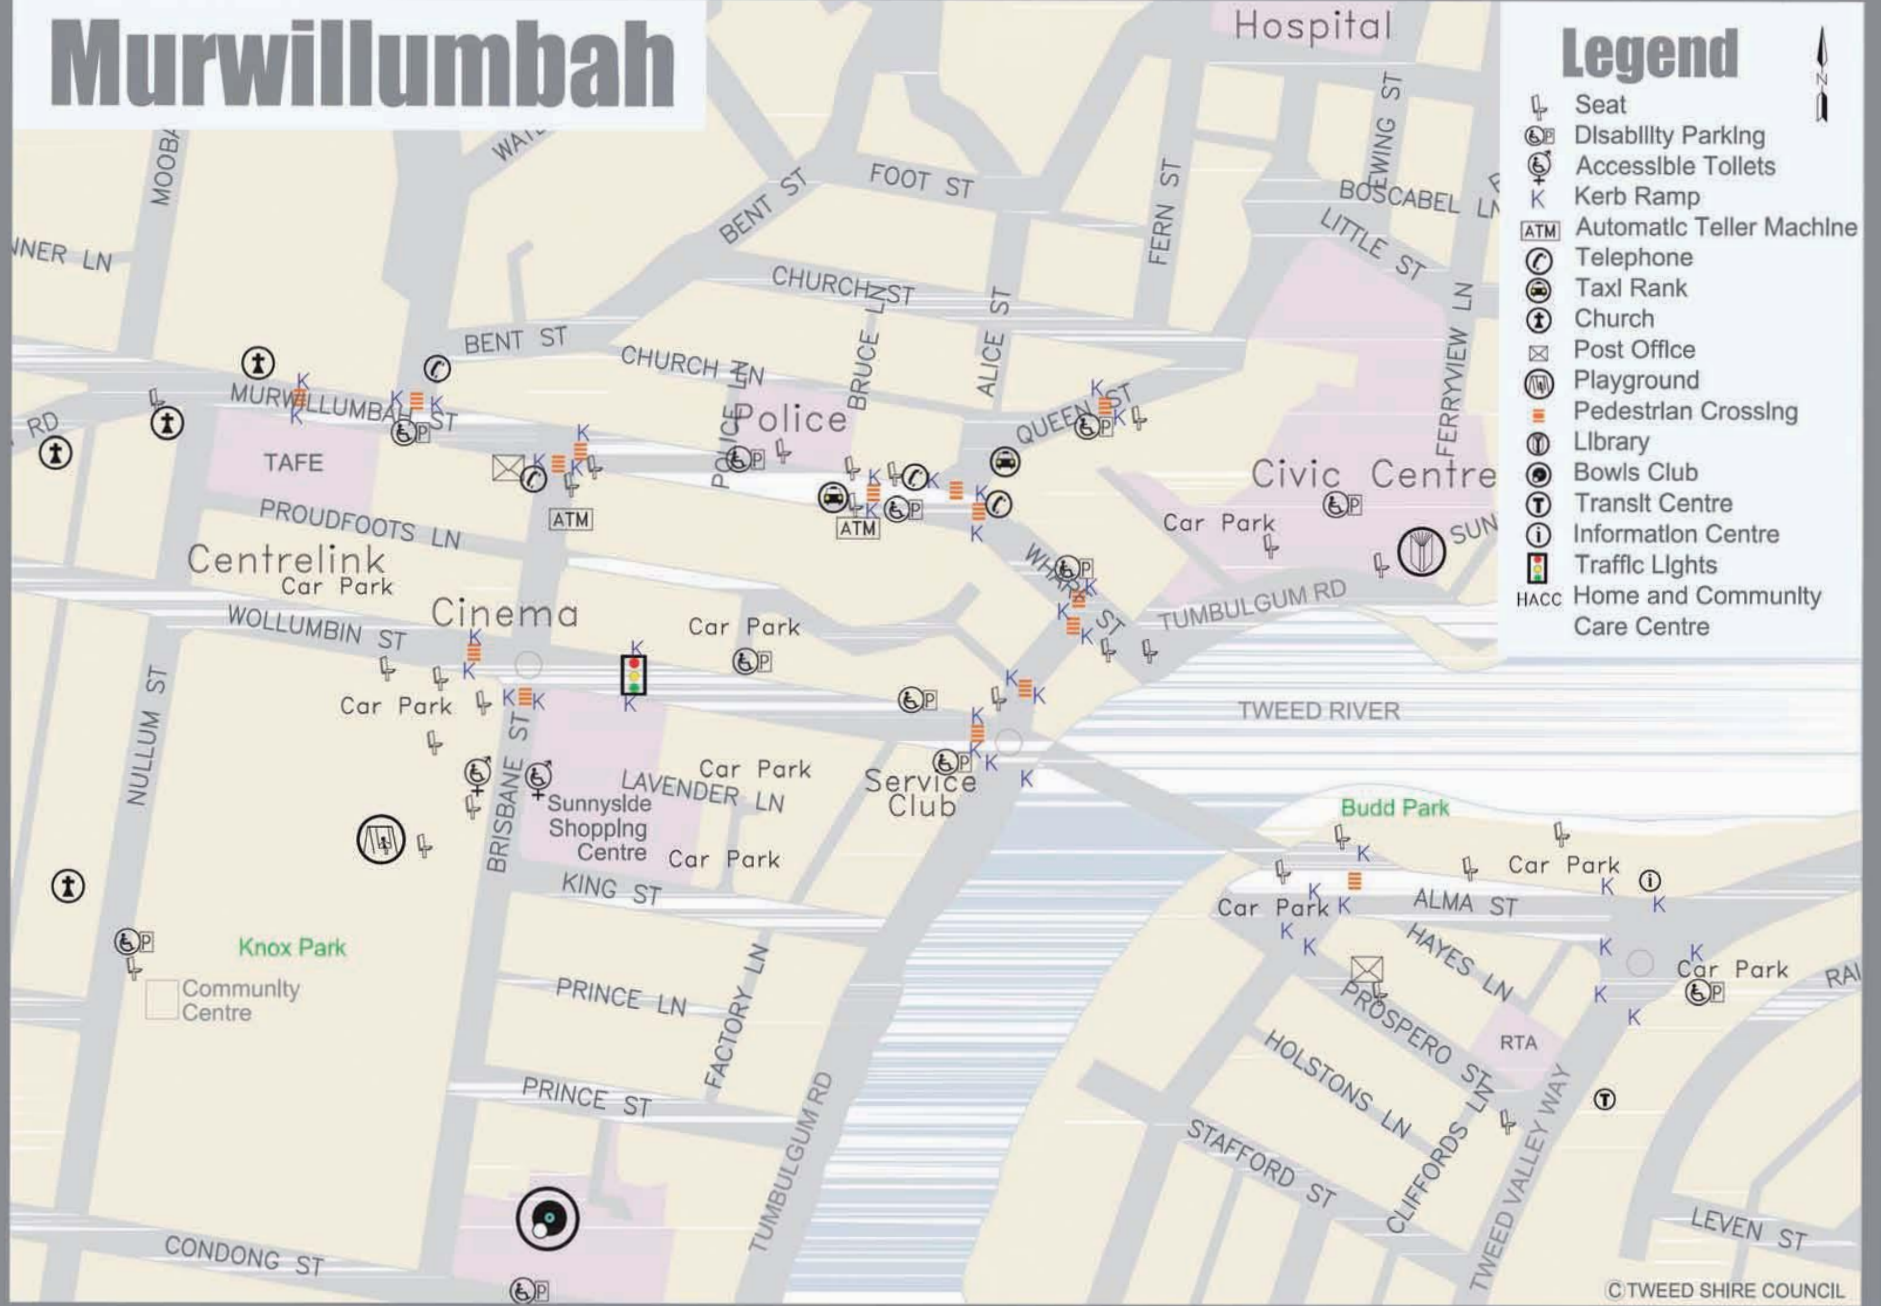 Murwillumbah
Hospital
Legend
N
Seat
Disability Parking
Accessible Toilets
K Kerb Ramp
ATM Automatic Teller Machine
Telephone
Taxi Rank
Church
Post Office
Playground
Pedestrian Crossing
Library
Bowls Club
T Transit Centre
i Information Centre
Traffic Lights
HACC Home and Community
Care Centre
MOOBA
WATE
BENT ST
FOOT ST
FERN ST
EWING ST
BOSCABEL LN
LITTLE ST
NNER LN
CHURCH ST
BRUCE LN
ALICE ST
FERRYVIEW LN
BENT ST
CHURCH LN
POLICE LN
Police
MURWILLUMBAH ST
QUEEN ST
RD
TAFE
Civic Centre
ATM
ATM
Car Park
SUN
PROUDFOOTS LN
Centrelink
Car Park
WHARF ST
TUMBULGUM RD
Cinema
WOLLUMBIN ST
Car Park
NULLUM ST
Car Park
TWEED RIVER
BRISBANE ST
LAVENDER LN
Car Park
Service
Club
Sunnyside
Shopping
Centre
Car Park
KING ST
Budd Park
Car Park
Car Park
ALMA ST
HAYES LN
Car Park
RAI
Knox Park
Community
Centre
PRINCE LN
FACTORY LN
PROSPERO ST
RTA
HOLSTONS LN
PRINCE ST
T
TUMBULGUM RD
STAFFORD ST
CLIFFORDS LN
TWEED VALLEY WAY
LEVEN ST
CONDONG ST
© TWEED SHIRE COUNCIL